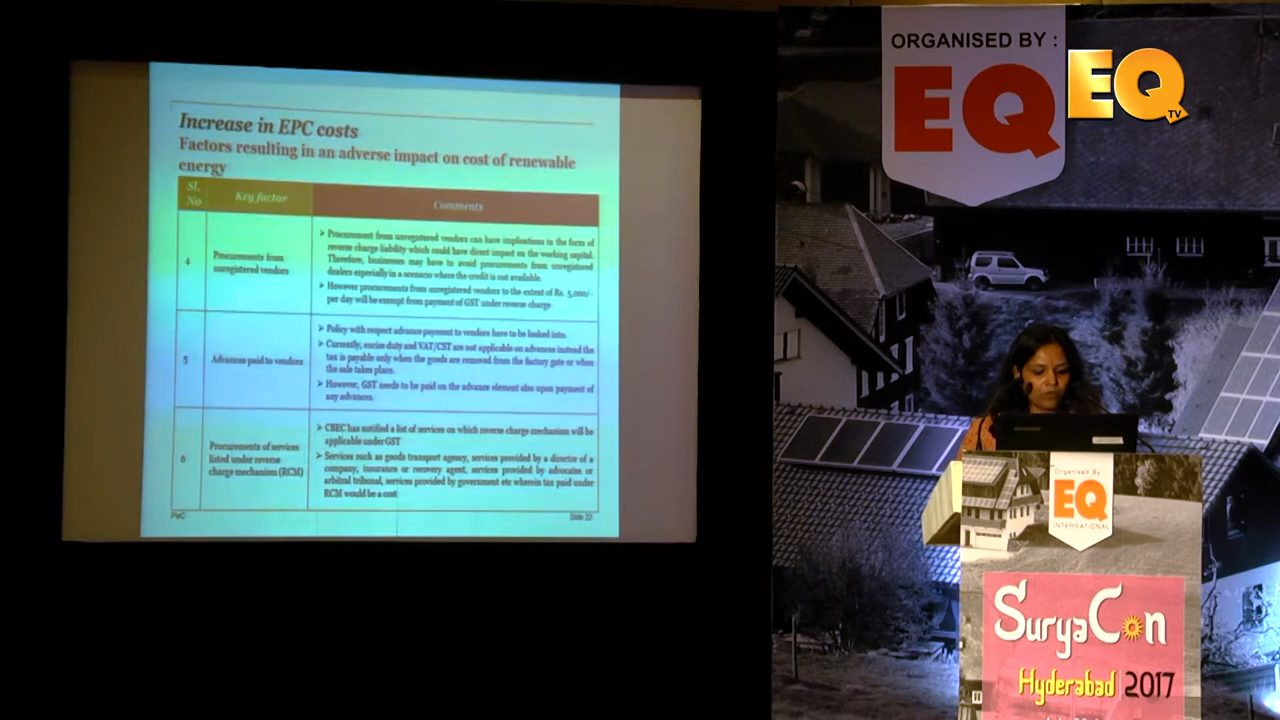 Increase in EPC costs
Factors resulting in an adverse impact on cost of renewable
energy
Sl.
No
Key factor
Comments
4
Procurements from
unregistered vendors
➢ Procurement from unregistered vendors can have implications in the form of
reverse charge liability which could have direct impact on the working capital.
Therefore, businesses may have to avoid procurements from unregistered
dealers especially in a scenario where the credit is not available.
➢ However procurements from unregistered vendors to the extent of Rs. 5,000/-
per day will be exempt from payment of GST under reverse charge
5
Advances paid to vendors
➢ Policy with respect advance payment to vendors have to be looked into.
➢ Currently, excise duty and VAT/CST are not applicable on advances instead the
tax is payable only when the goods are removed from the factory gate or when
the sale takes place.
➢ However, GST needs to be paid on the advance element also upon payment of
any advances.
6
Procurements of services
listed under reverse
charge mechanism (RCM)
➢ CBEC has notified a list of services on which reverse charge mechanism will be
applicable under GST
➢ Services such as goods transport agency, services provided by a director of a
company, insurance or recovery agent, services provided by advocates or
arbitral tribunal, services provided by government etc wherein tax paid under
RCM would be a cost
PwC
Slide 22
ORGANISED BY :
EQ
EQ
TV
Organised By
EQ
INTERNATIONAL
SuryaCon
Hyderabad 2017